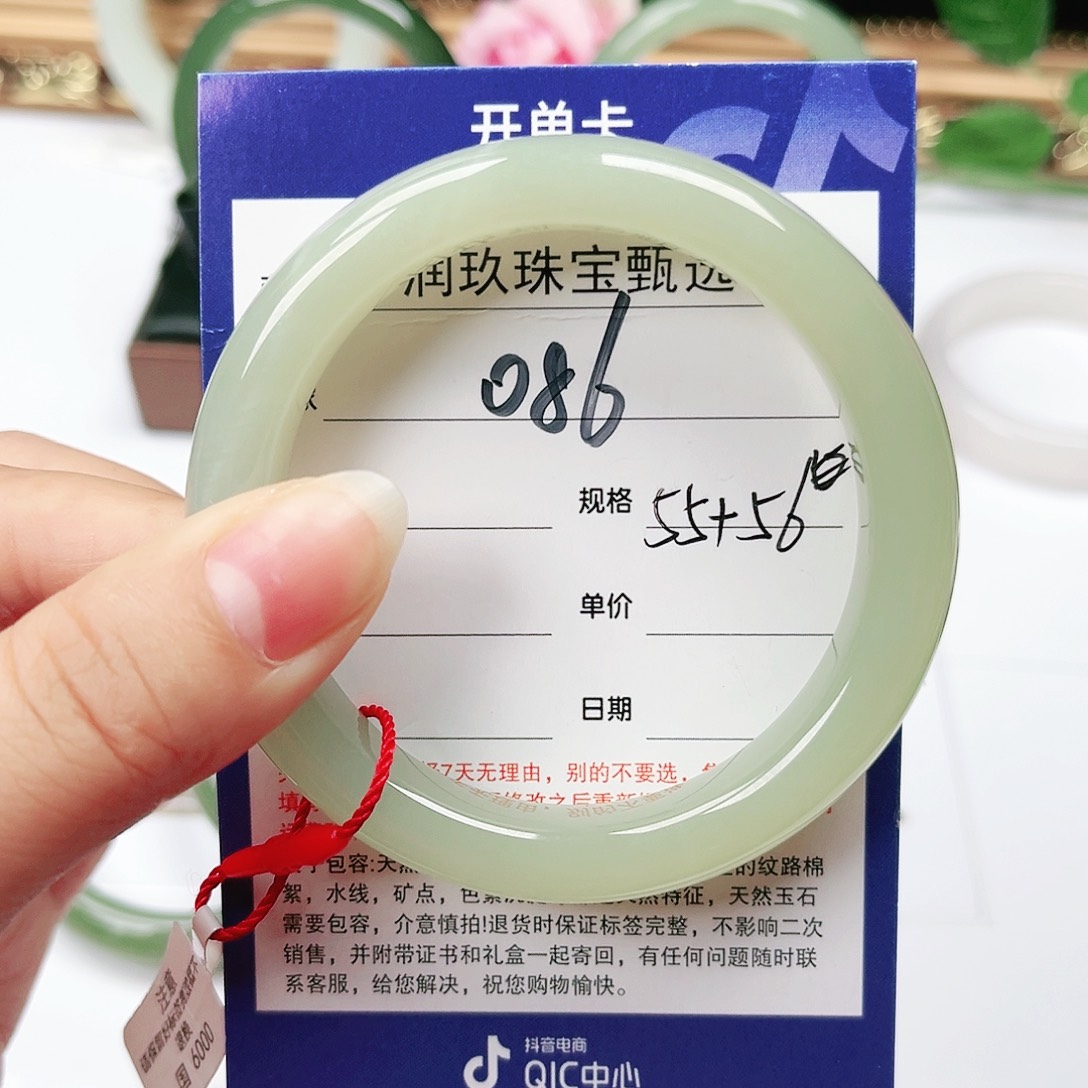 开单卡
润玖珠宝甄选
086
规格 55+56
单价
日期
7天无理由，别的不要选．
填
包容:天然
的纹路棉
絮，水线，矿点，色素
然特征，天然玉石
需要包容，介意慎拍!退货时保证标签完整，不影响二次
销售，并附带证书和礼盒一起寄回，有任何问题随时联
系客服，给您解决，祝您购物愉快。
抖音电商
QIC中心
注意
国 6000